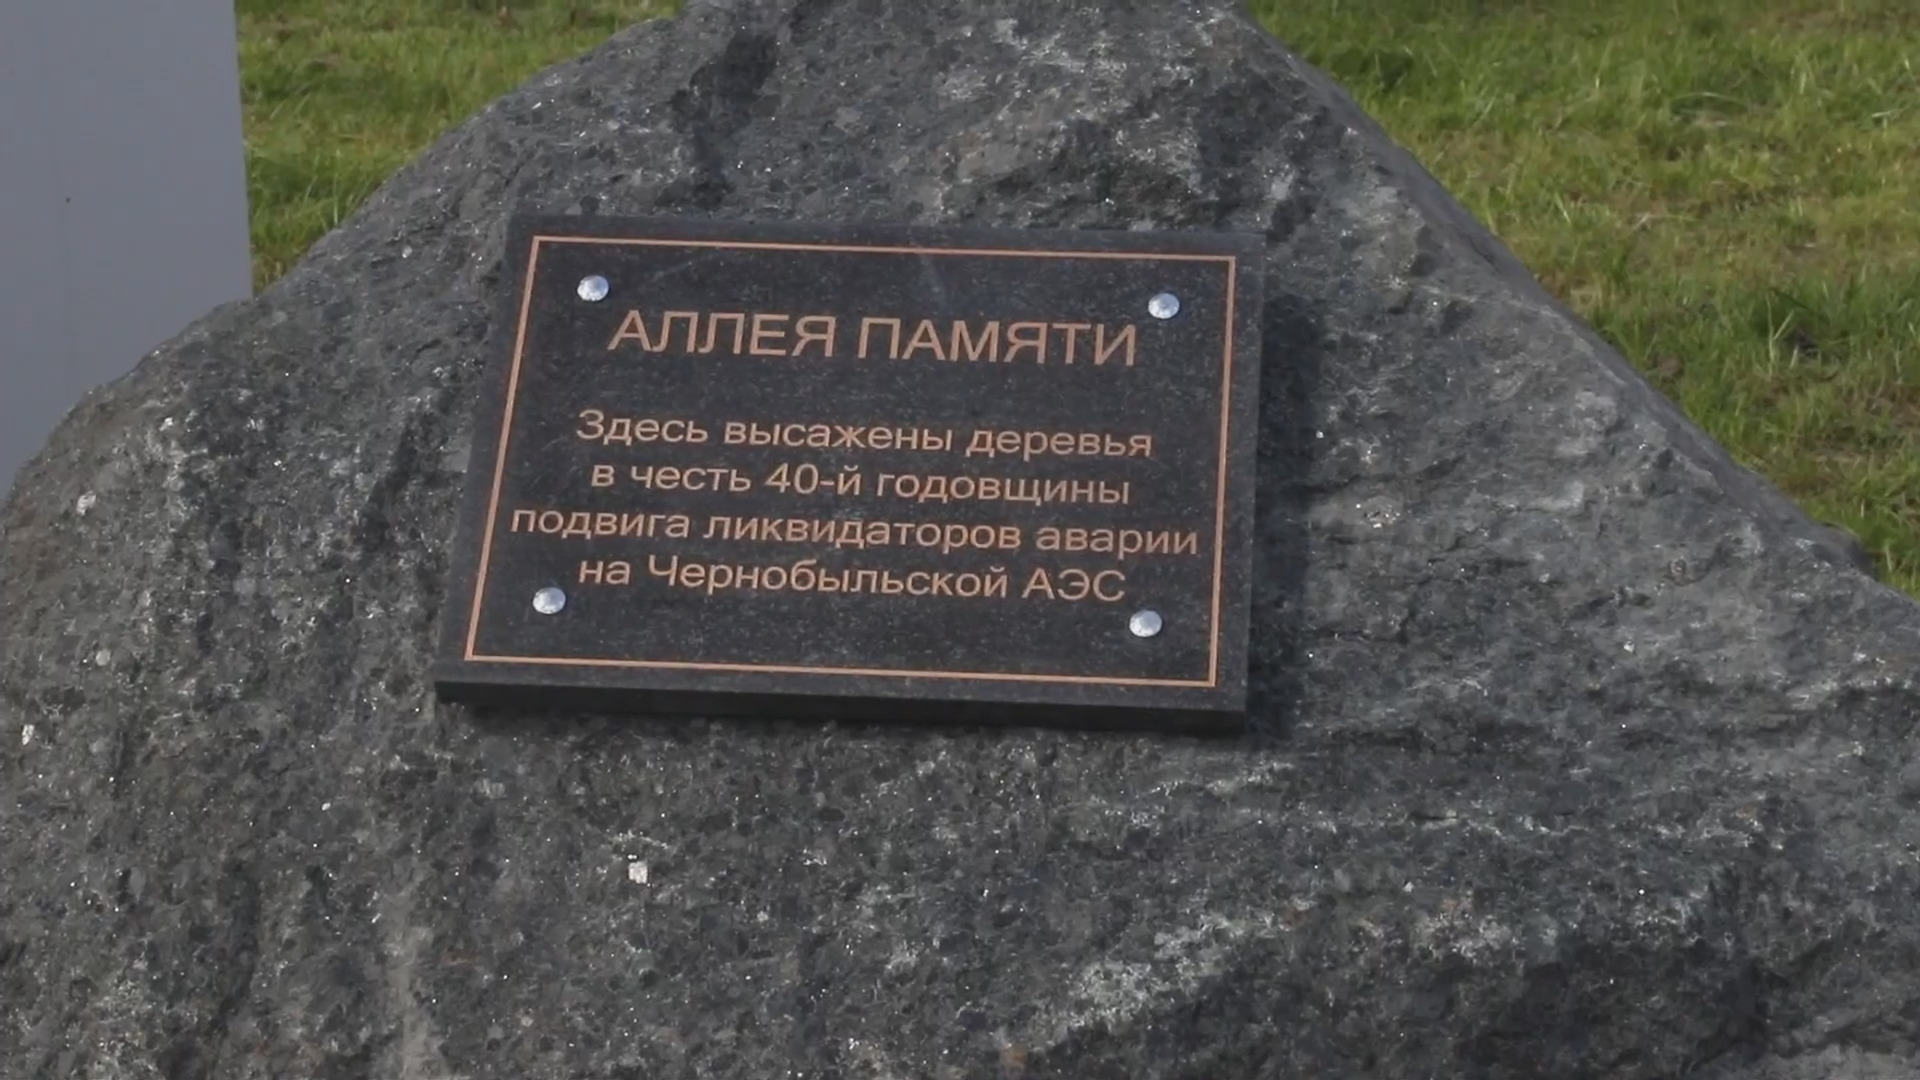 АЛЛЕЯ ПАМЯТИ
Здесь высажены деревья
в честь 40-й годовщины
подвига ликвидаторов аварии
на Чернобыльской АЭС